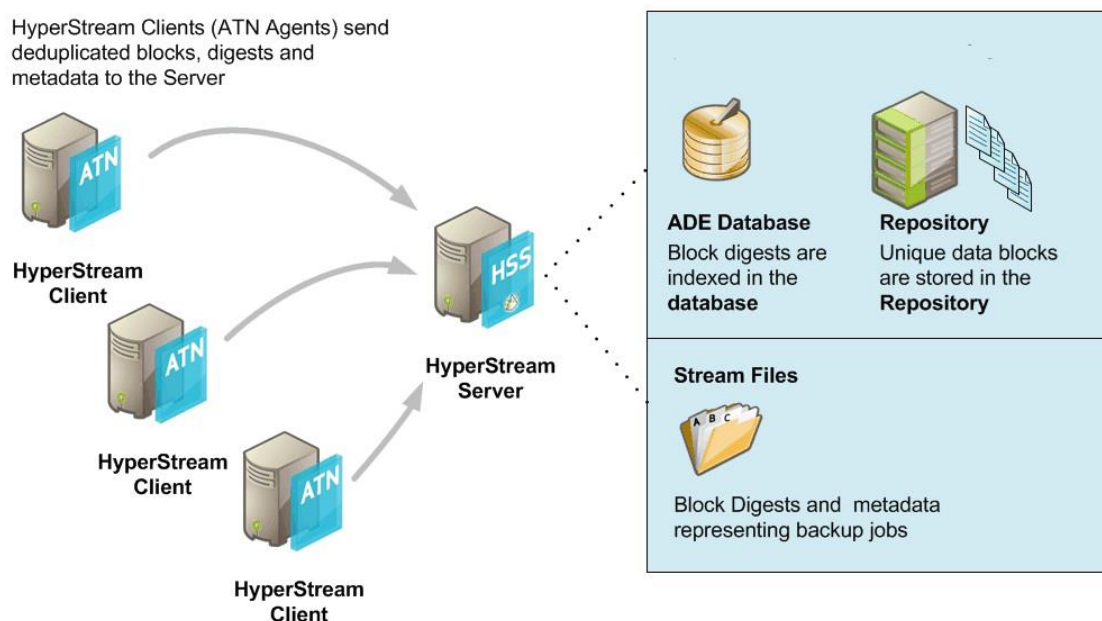 HyperStream Clients (ATN Agents) send
deduplicated blocks, digests and
metadata to the Server
ATN
HyperStream
Client
ATN
HyperStream
Client
ATN
HyperStream
Client
HSS
HyperStream
Server
ADE Database
Block digests are
indexed in the
database
Repository
Unique data blocks
are stored in the
Repository
Stream Files
A B C
Block Digests and metadata
representing backup jobs